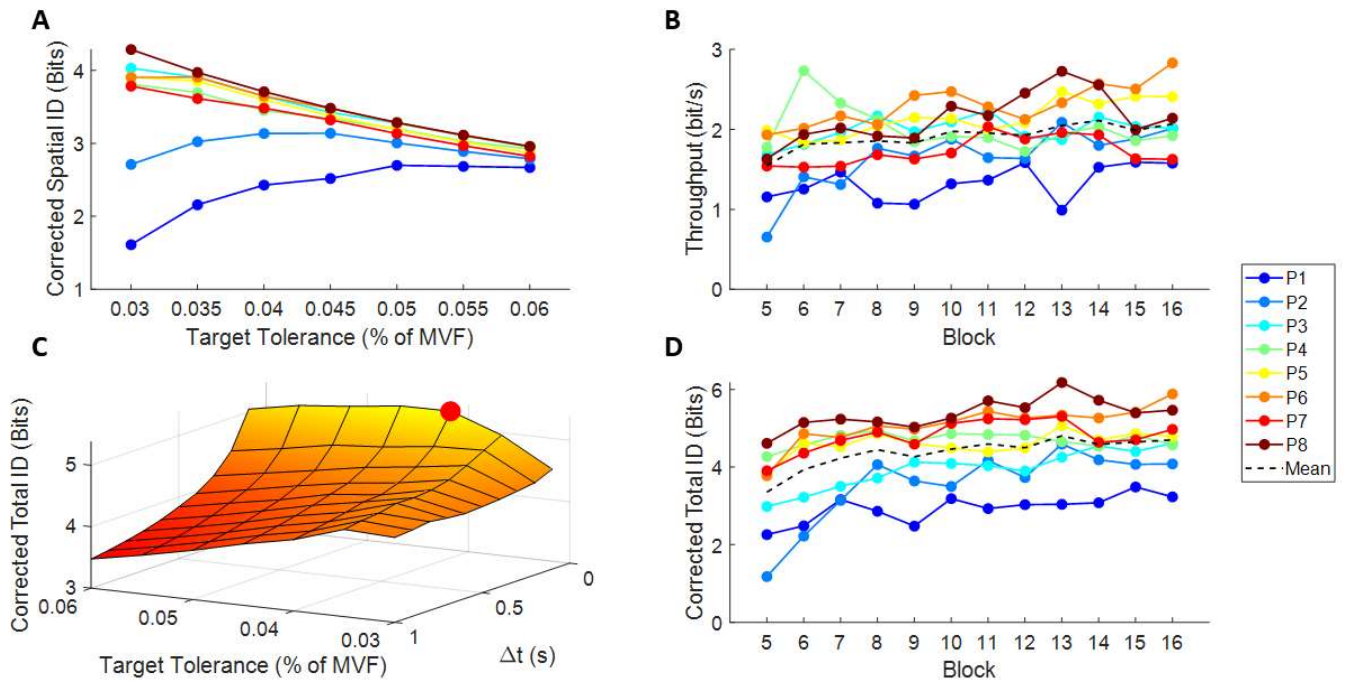 A
Corrected Spatial ID (Bits)
4
3
2
1
0.03 0.035 0.04 0.045 0.05 0.055 0.06
Target Tolerance (% of MVF)
B
Throughput (bit/s)
3
2
1
0
5 6 7 8 9 10 11 12 13 14 15 16
Block
C
Corrected Total ID (Bits)
5
4
3
0.06 0.05 0.04 0.03
Target Tolerance (% of MVF)
1 0.5 0
Δt (s)
D
Corrected Total ID (Bits)
6
4
2
0
5 6 7 8 9 10 11 12 13 14 15 16
Block
P1
P2
P3
P4
P5
P6
P7
P8
Mean